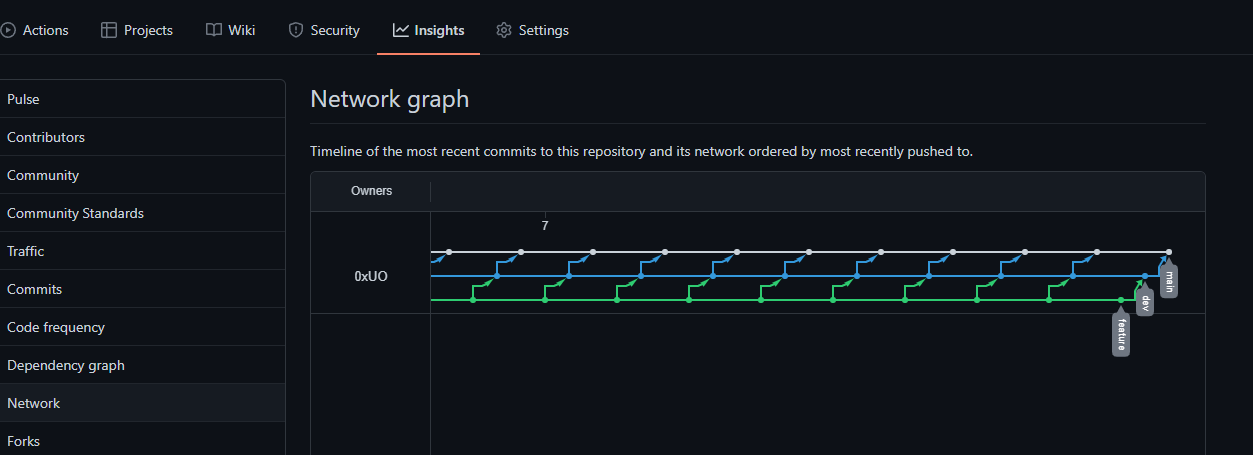 Actions
Projects
Wiki
Security
Insights
Settings
Pulse
Contributors
Community
Community Standards
Traffic
Commits
Code frequency
Dependency graph
Network
Forks
Network graph
Timeline of the most recent commits to this repository and its network ordered by most recently pushed to.
Owners
7
0xUO
main
dev
feature